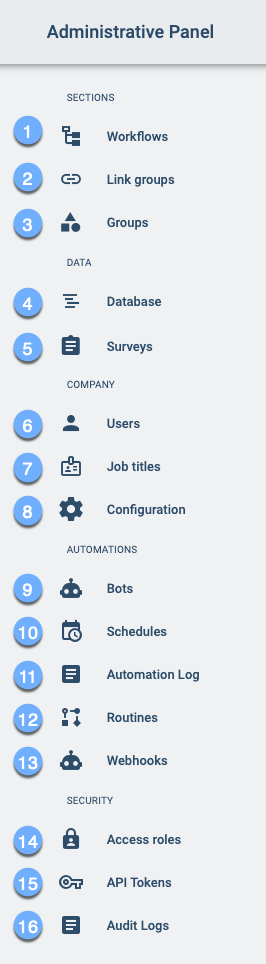 Administrative Panel
SECTIONS
1 Workflows
2 Link groups
3 Groups
DATA
4 Database
5 Surveys
COMPANY
6 Users
7 Job titles
8 Configuration
AUTOMATIONS
9 Bots
10 Schedules
11 Automation Log
12 Routines
13 Webhooks
SECURITY
14 Access roles
15 API Tokens
16 Audit Logs